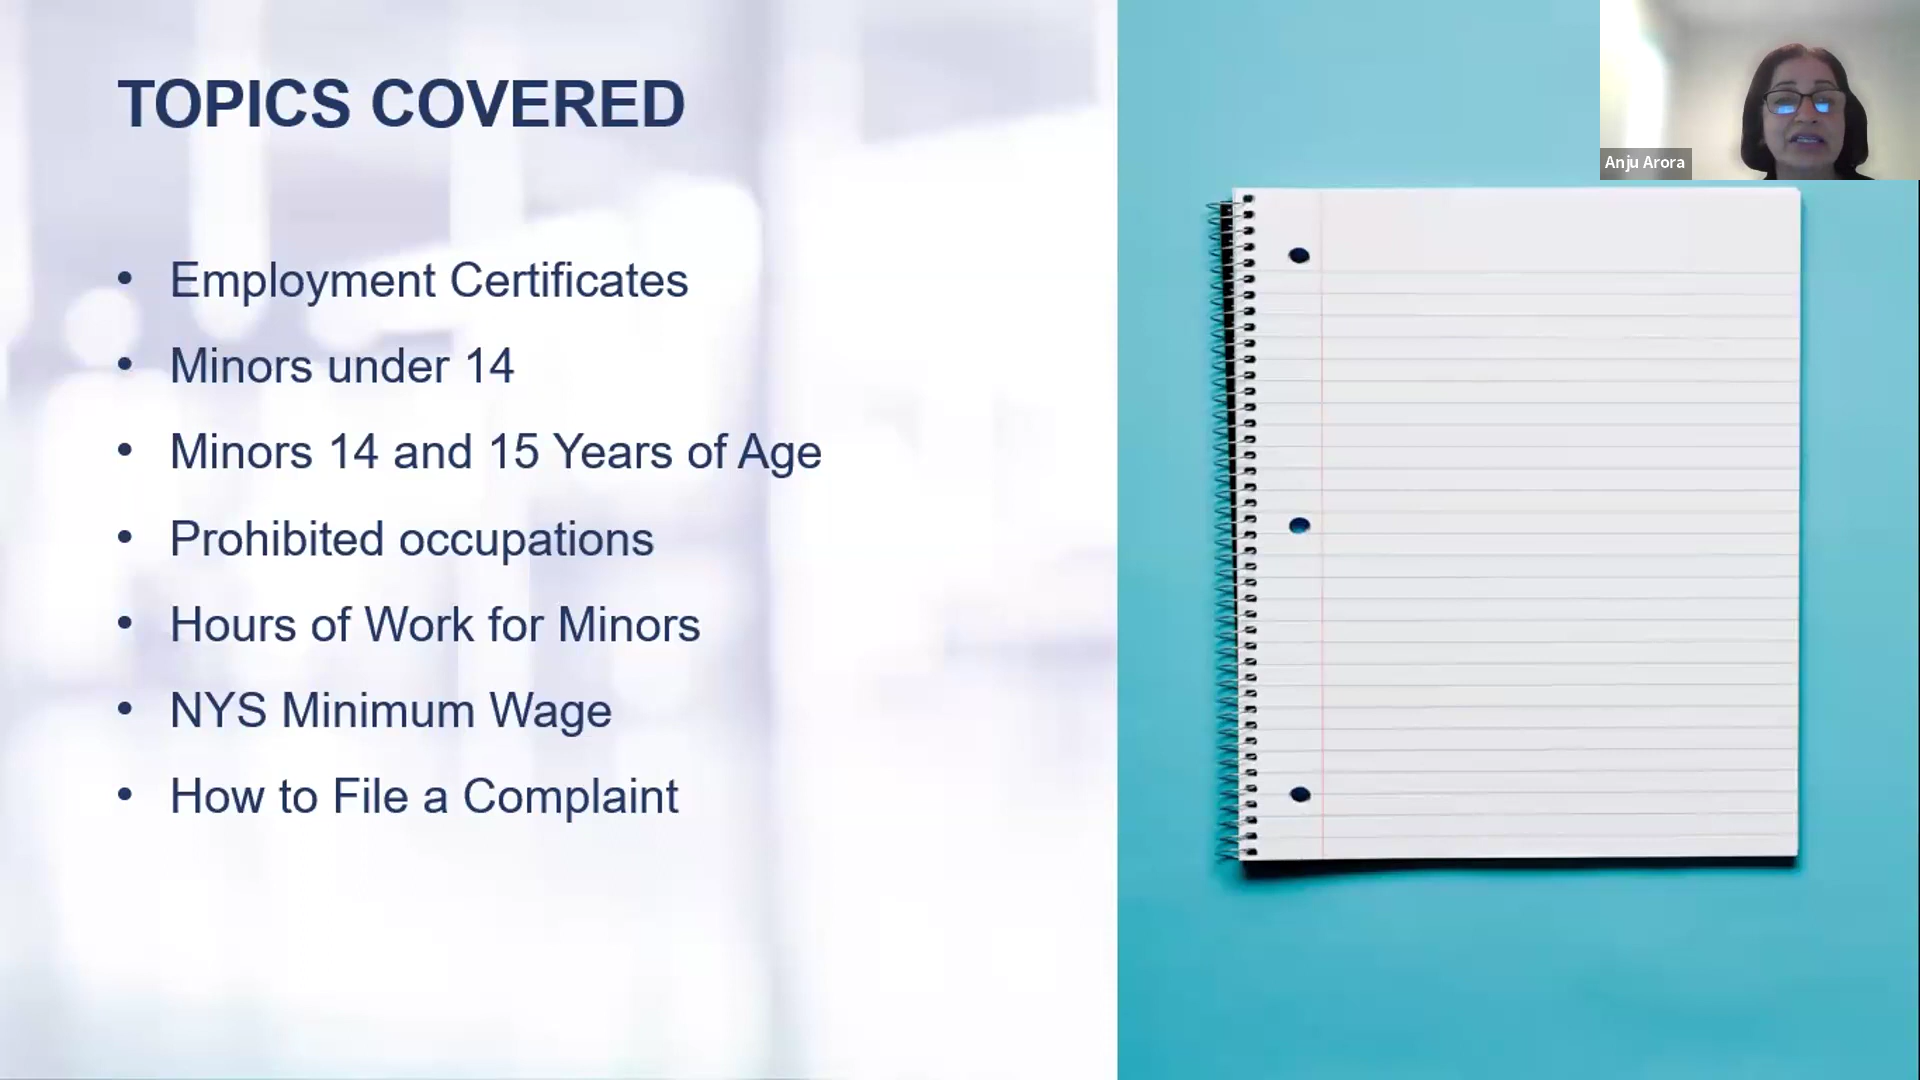 TOPICS COVERED
Anju Arora
• Employment Certificates
• Minors under 14
• Minors 14 and 15 Years of Age
• Prohibited occupations
• Hours of Work for Minors
• NYS Minimum Wage
• How to File a Complaint